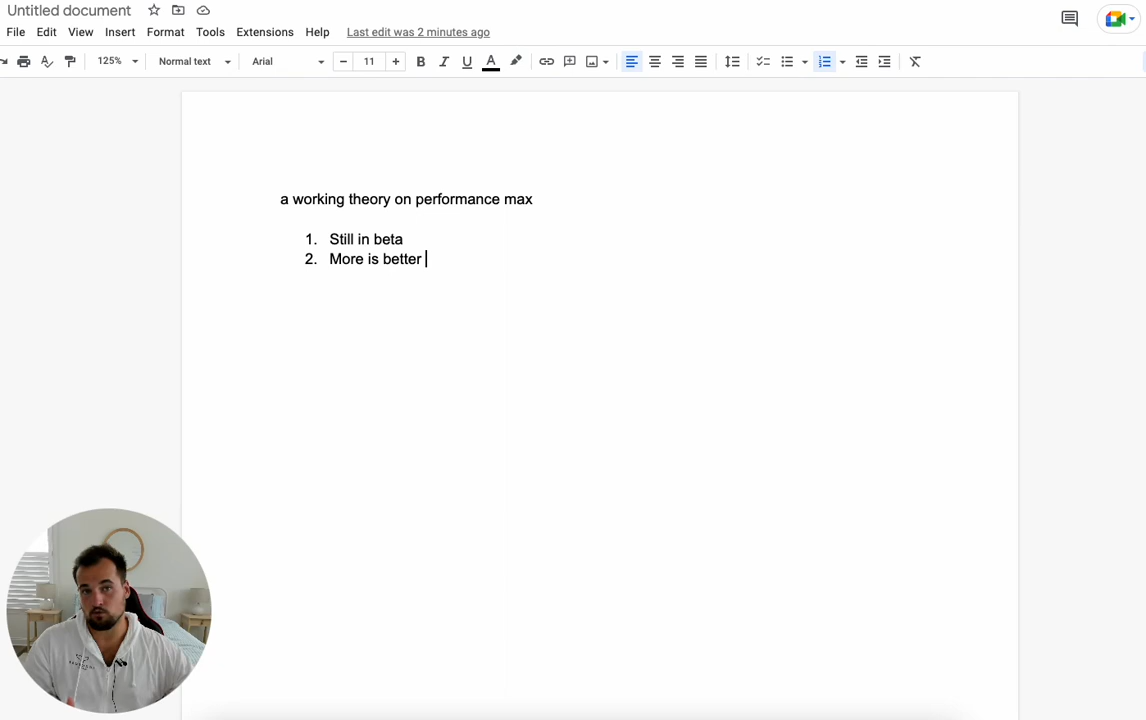 Untitled document
File Edit View Insert Format Tools Extensions Help Last edit was 2 minutes ago
125% Normal text Arial − 11 + B I U A
a working theory on performance max
1. Still in beta
2. More is better